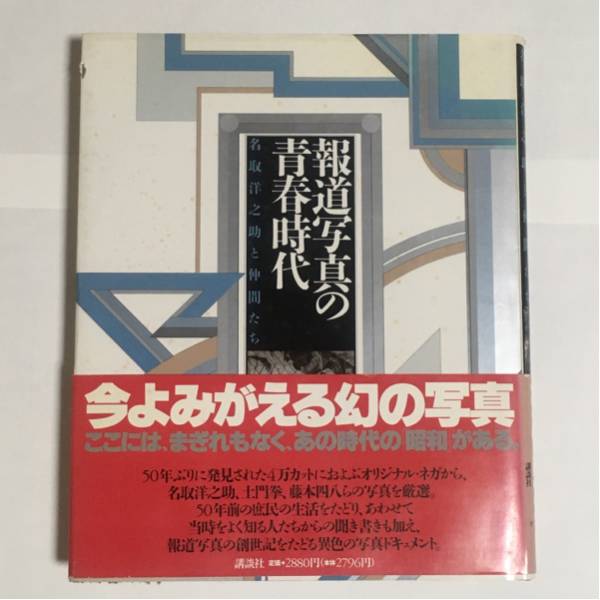 報道写真の
青春時代
名取洋之助と仲間たち
今よみがえる幻の写真
ここには、まぎれもなく、あの時代の「昭和」がある。
50年ぶりに発見された4万カットにおよぶオリジナル・ネガから、
名取洋之助、土門拳、藤本四八らの写真を厳選。
50年前の庶民の生活をたどり、あわせて
当時をよく知る人たちからの聞き書きも加え、
報道写真の創世記をたどる異色の写真ドキュメント。
講談社 定価=2880円(本体2796円)
講談社